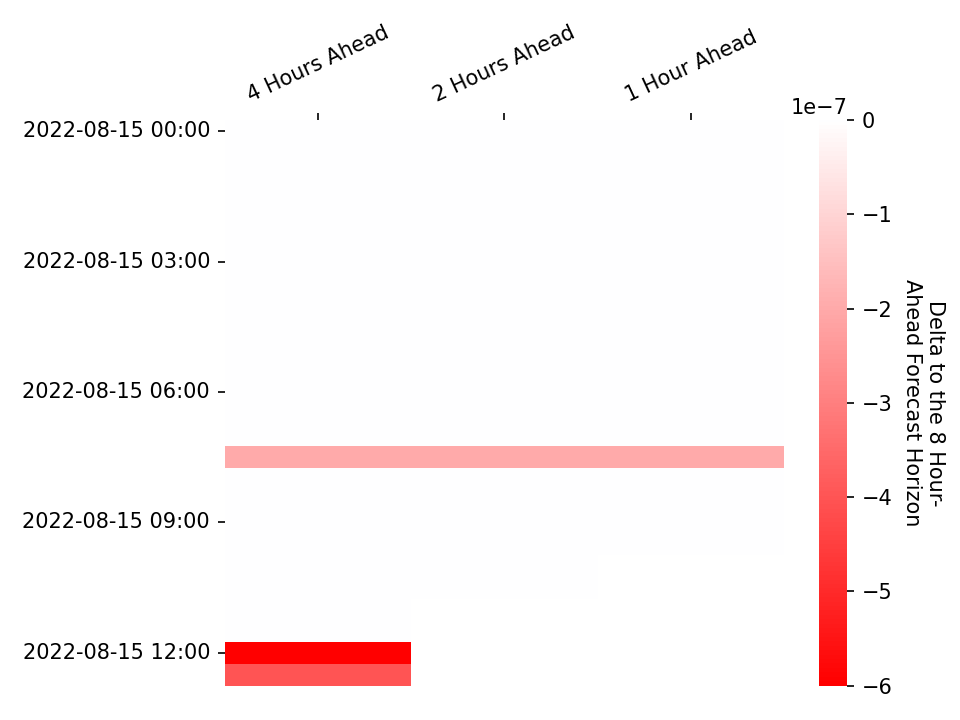 4 Hours Ahead
2 Hours Ahead
1 Hour Ahead
2022-08-15 00:00
2022-08-15 03:00
2022-08-15 06:00
2022-08-15 09:00
2022-08-15 12:00
1e−7
0
−1
−2
−3
−4
−5
−6
Delta to the 8 Hour-
Ahead Forecast Horizon